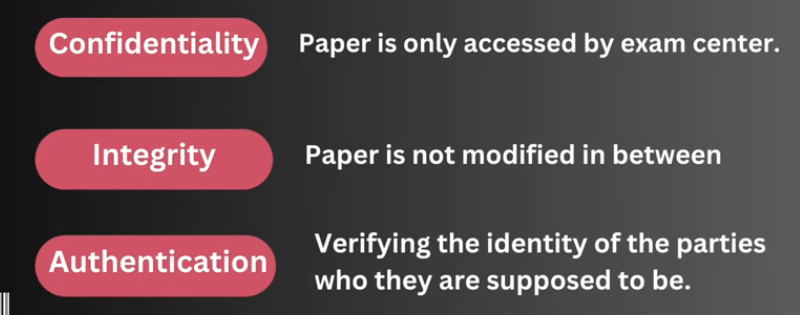 Confidentiality Paper is only accessed by exam center.
Integrity Paper is not modified in between
Authentication Verifying the identity of the parties
who they are supposed to be.